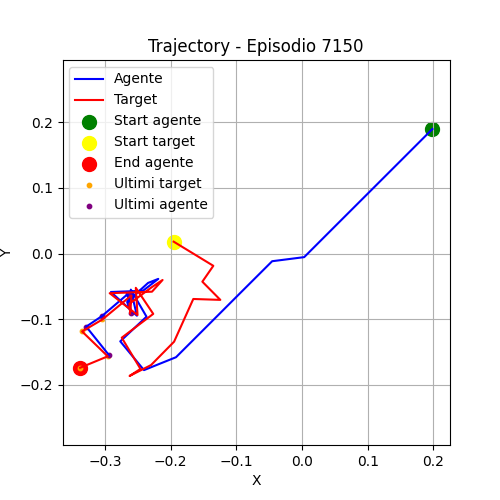 Trajectory - Episodio 7150
Agente
Target
Start agente
Start target
End agente
Ultimi target
Ultimi agente
Y
0.2
0.1
0.0
−0.1
−0.2
−0.3
−0.2
−0.1
0.0
0.1
0.2
X